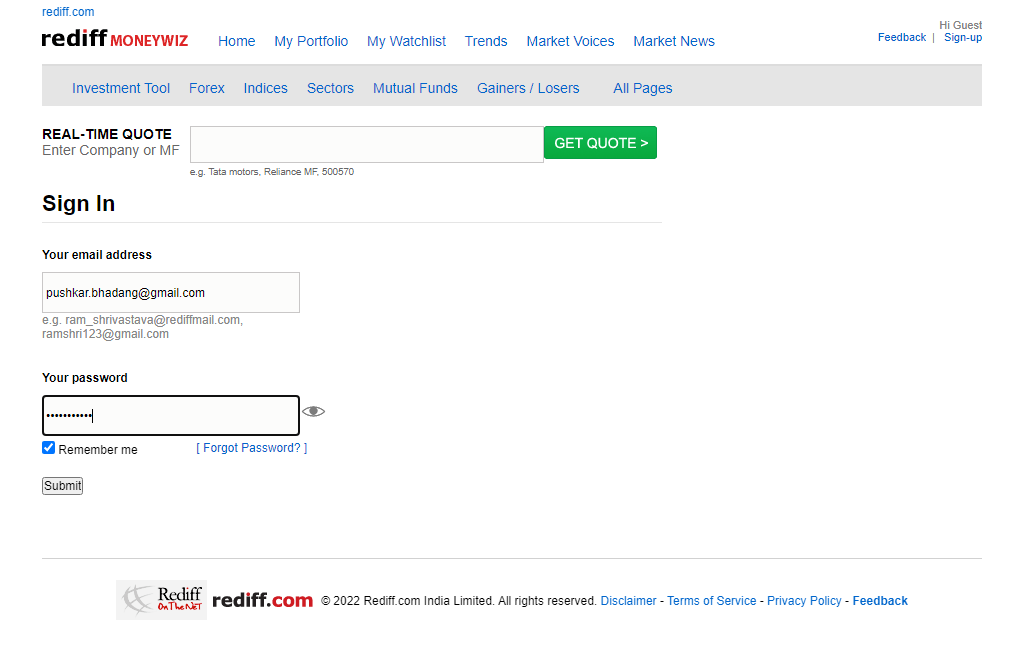 rediff.com
rediff MONEYWIZ Home My Portfolio My Watchlist Trends Market Voices Market News
Hi Guest
Feedback | Sign-up
Investment Tool Forex Indices Sectors Mutual Funds Gainers / Losers All Pages
REAL-TIME QUOTE
Enter Company or MF
GET QUOTE >
e.g. Tata motors, Reliance MF, 500570
Sign In
Your email address
pushkar.bhadang@gmail.com
e.g. ram_shrivastava@rediffmail.com,
ramshri123@gmail.com
Your password
•••••••••••
Remember me [ Forgot Password? ]
Submit
Rediff
On The NeT
rediff.com © 2022 Rediff.com India Limited. All rights reserved. Disclaimer - Terms of Service - Privacy Policy - Feedback